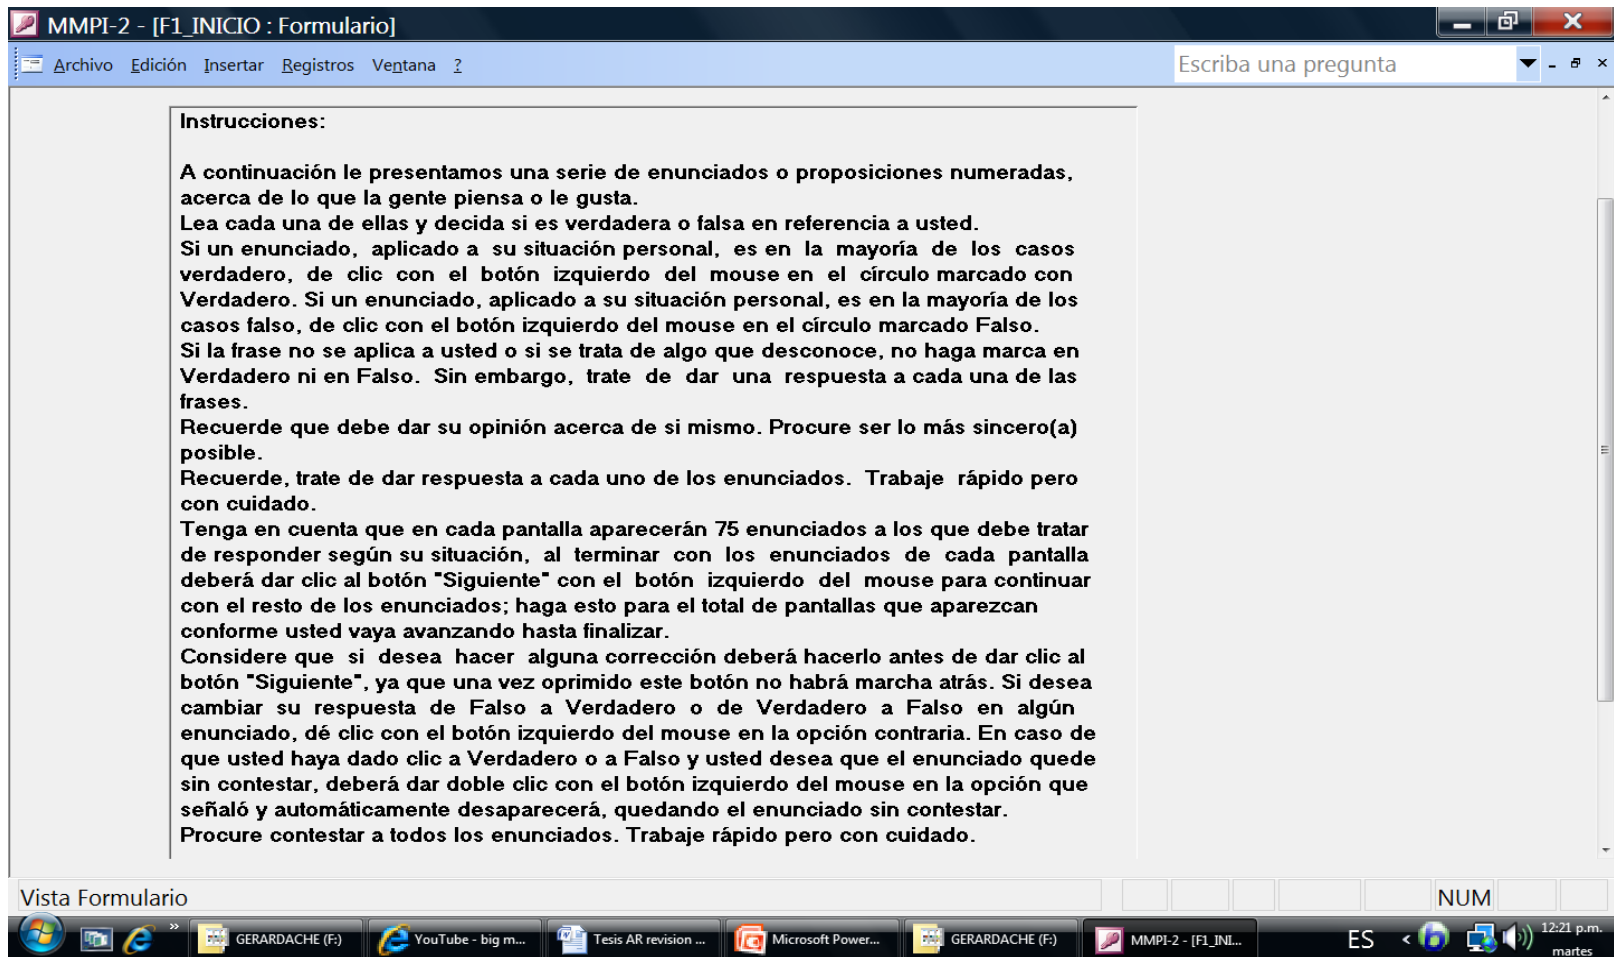 MMPI-2 - [F1_INICIO : Formulario]
Archivo Edición Insertar Registros Ventana ?
Escriba una pregunta
Instrucciones:
A continuación le presentamos una serie de enunciados o proposiciones numeradas,
acerca de lo que la gente piensa o le gusta.
Lea cada una de ellas y decida si es verdadera o falsa en referencia a usted.
Si un enunciado, aplicado a su situación personal, es en la mayoría de los casos
verdadero, de clic con el botón izquierdo del mouse en el círculo marcado con
Verdadero. Si un enunciado, aplicado a su situación personal, es en la mayoría de los
casos falso, de clic con el botón izquierdo del mouse en el círculo marcado Falso.
Si la frase no se aplica a usted o si se trata de algo que desconoce, no haga marca en
Verdadero ni en Falso. Sin embargo, trate de dar una respuesta a cada una de las
frases.
Recuerde que debe dar su opinión acerca de si mismo. Procure ser lo más sincero(a)
posible.
Recuerde, trate de dar respuesta a cada uno de los enunciados. Trabaje rápido pero
con cuidado.
Tenga en cuenta que en cada pantalla aparecerán 75 enunciados a los que debe tratar
de responder según su situación, al terminar con los enunciados de cada pantalla
deberá dar clic al botón "Siguiente" con el botón izquierdo del mouse para continuar
con el resto de los enunciados; haga esto para el total de pantallas que aparezcan
conforme usted vaya avanzando hasta finalizar.
Considere que si desea hacer alguna corrección deberá hacerlo antes de dar clic al
botón "Siguiente", ya que una vez oprimido este botón no habrá marcha atrás. Si desea
cambiar su respuesta de Falso a Verdadero o de Verdadero a Falso en algún
enunciado, dé clic con el botón izquierdo del mouse en la opción contraria. En caso de
que usted haya dado clic a Verdadero o a Falso y usted desea que el enunciado quede
sin contestar, deberá dar doble clic con el botón izquierdo del mouse en la opción que
señaló y automáticamente desaparecerá, quedando el enunciado sin contestar.
Procure contestar a todos los enunciados. Trabaje rápido pero con cuidado.
Vista Formulario
NUM
GERARDACHE (F:)
YouTube - big m...
Tesis AR revision ...
Microsoft Power...
GERARDACHE (F:)
MMPI-2 - [F1_INI...
ES
12:21 p.m.
martes